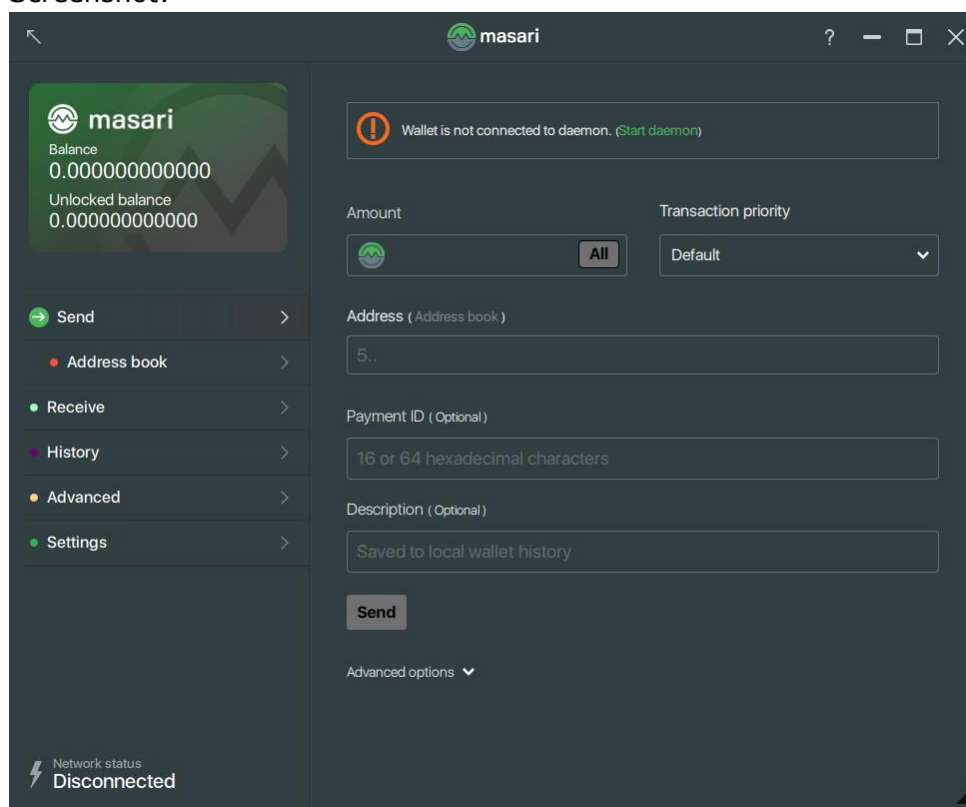 Screenshot:
masari
?
masari
Balance
0.000000000000
Unlocked balance
0.000000000000
Send
Address book
Receive
History
Advanced
Settings
Network status
Disconnected
Wallet is not connected to daemon. (Start daemon)
Amount
Transaction priority
All
Default
Address ( Address book )
5..
Payment ID ( Optional )
16 or 64 hexadecimal characters
Description ( Optional )
Saved to local wallet history
Send
Advanced options